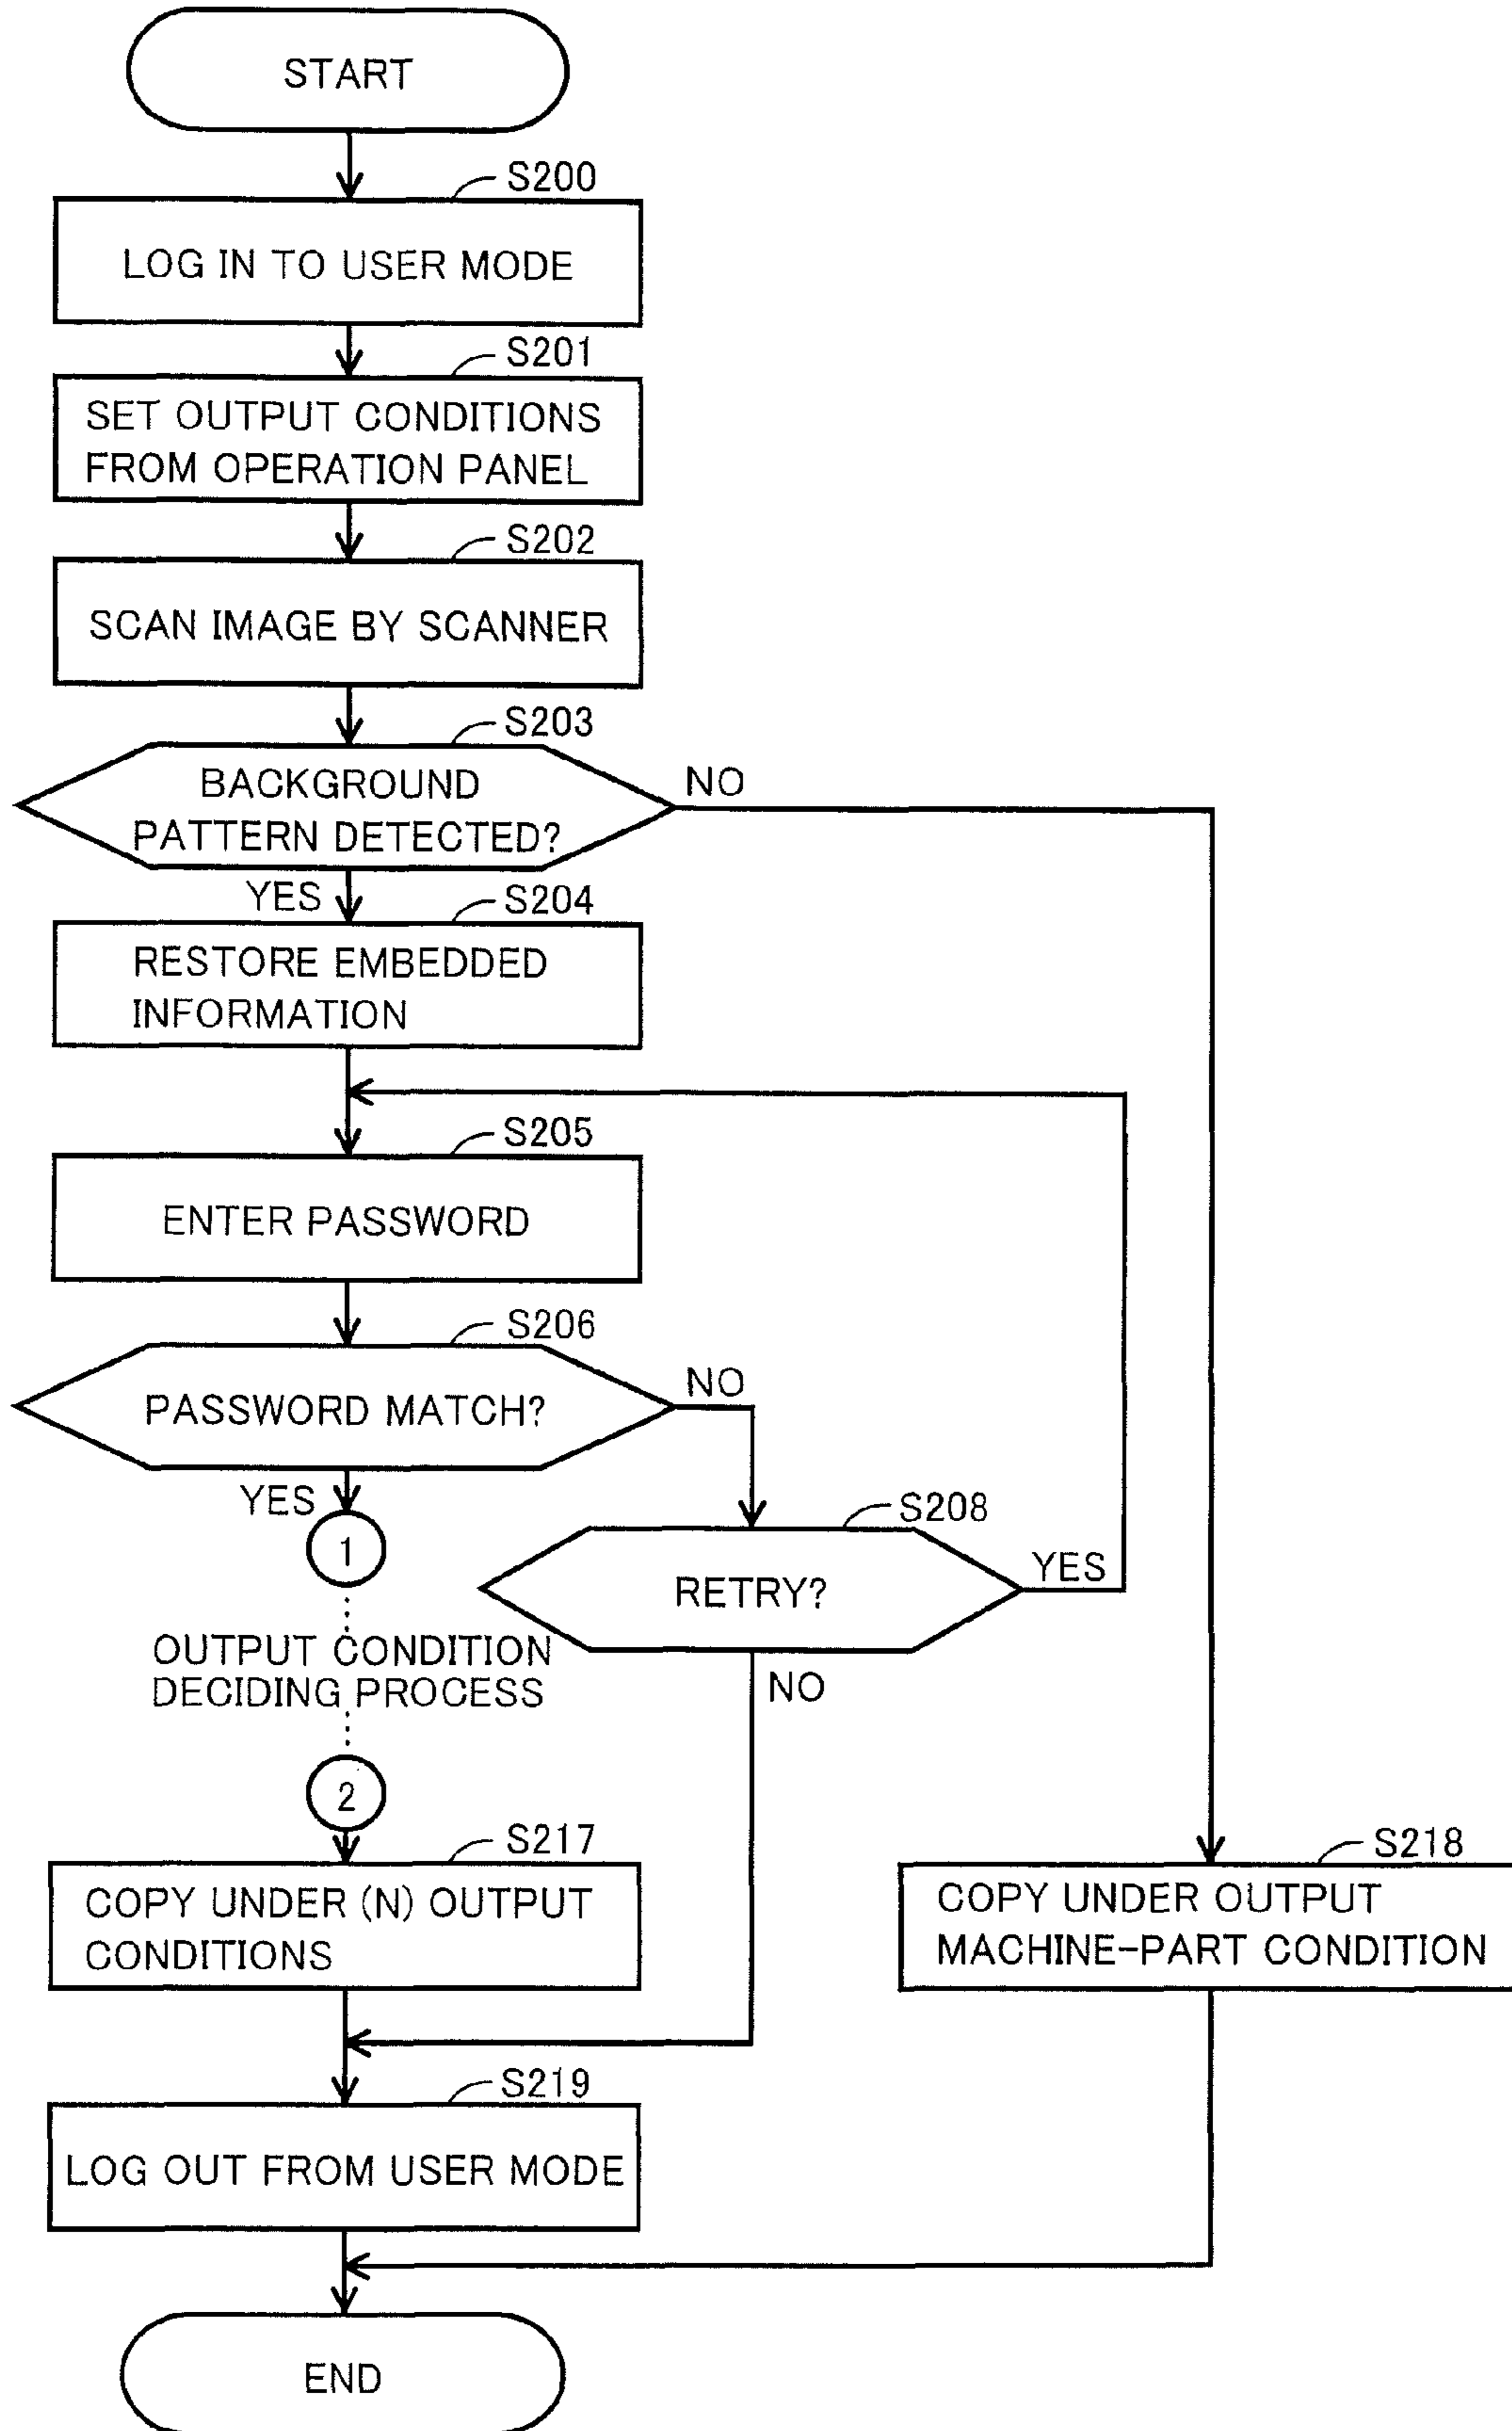 START
S200
LOG IN TO USER MODE
S201
SET OUTPUT CONDITIONS
FROM OPERATION PANEL
S202
SCAN IMAGE BY SCANNER
S203
BACKGROUND
PATTERN DETECTED?
NO
YES
S204
RESTORE EMBEDDED
INFORMATION
S205
ENTER PASSWORD
S206
PASSWORD MATCH?
NO
YES
1
S208
RETRY?
YES
NO
OUTPUT CONDITION
DECIDING PROCESS
2
S217
COPY UNDER (N) OUTPUT
CONDITIONS
S218
COPY UNDER OUTPUT
MACHINE-PART CONDITION
S219
LOG OUT FROM USER MODE
END